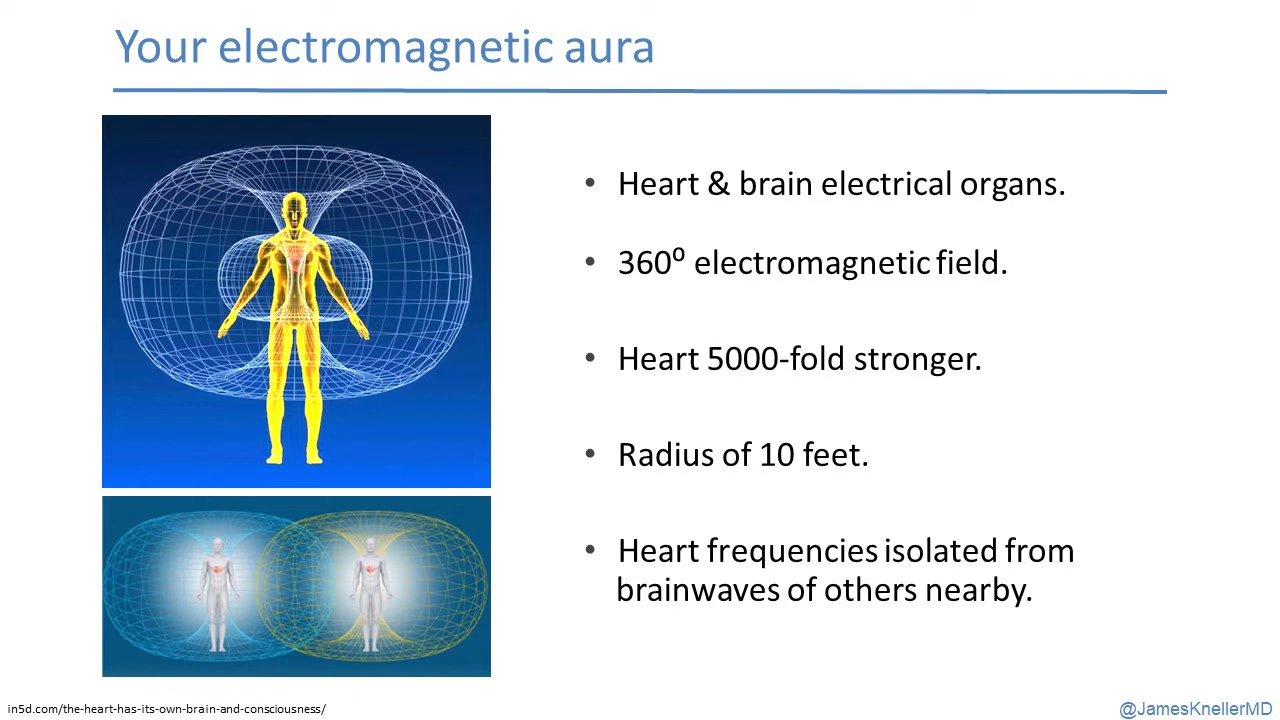 Your electromagnetic aura
• Heart & brain electrical organs.
• 360⁰ electromagnetic field.
• Heart 5000-fold stronger.
• Radius of 10 feet.
• Heart frequencies isolated from
brainwaves of others nearby.
in5d.com/the-heart-has-its-own-brain-and-consciousness/
@JamesKnellerMD